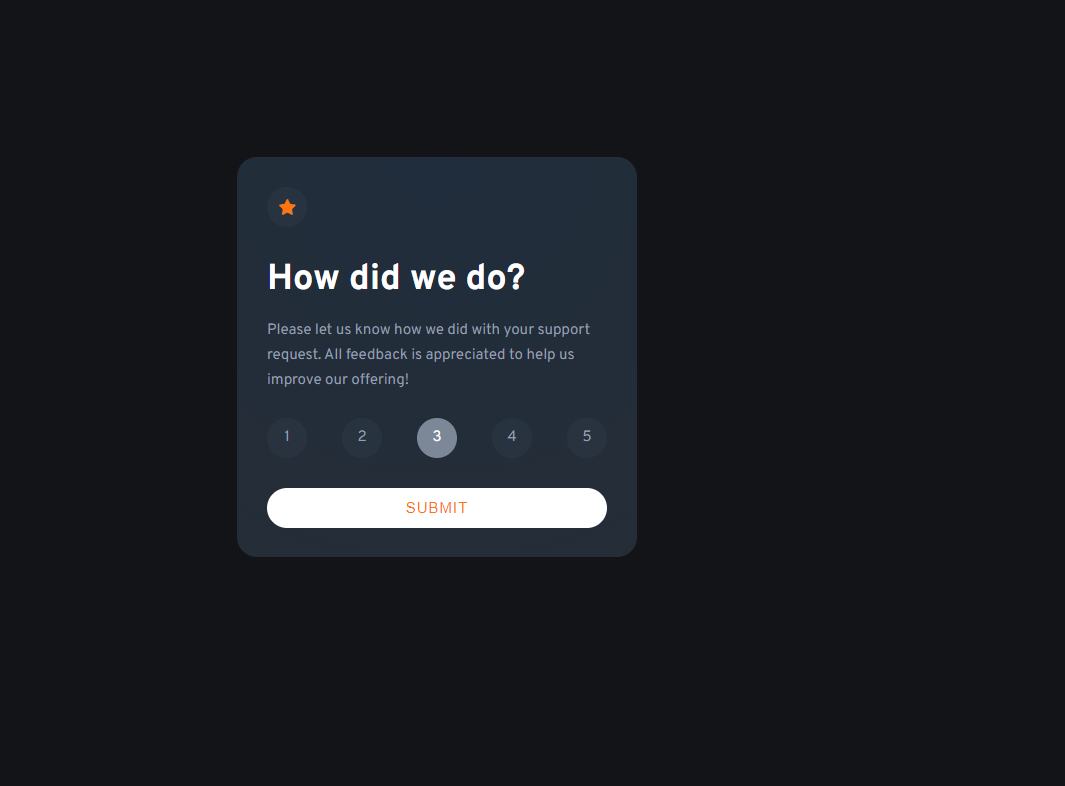 How did we do?
Please let us know how we did with your support
request. All feedback is appreciated to help us
improve our offering!
1 2 3 4 5
SUBMIT